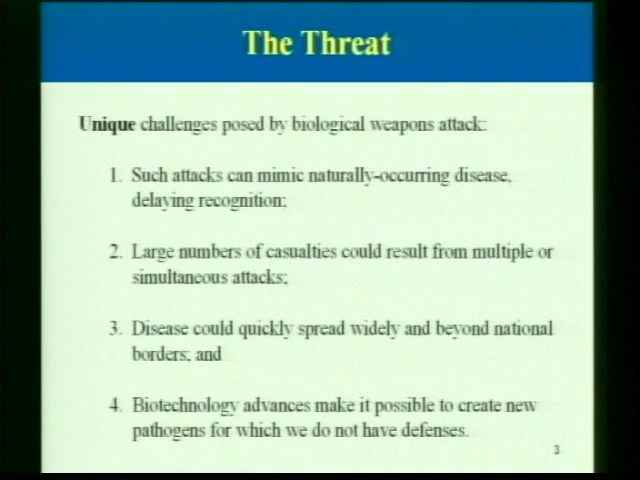 The Threat
Unique challenges posed by biological weapons attack:
1. Such attacks can mimic naturally-occurring disease,
delaying recognition;
2. Large numbers of casualties could result from multiple or
simultaneous attacks;
3. Disease could quickly spread widely and beyond national
borders; and
4. Biotechnology advances make it possible to create new
pathogens for which we do not have defenses.
3